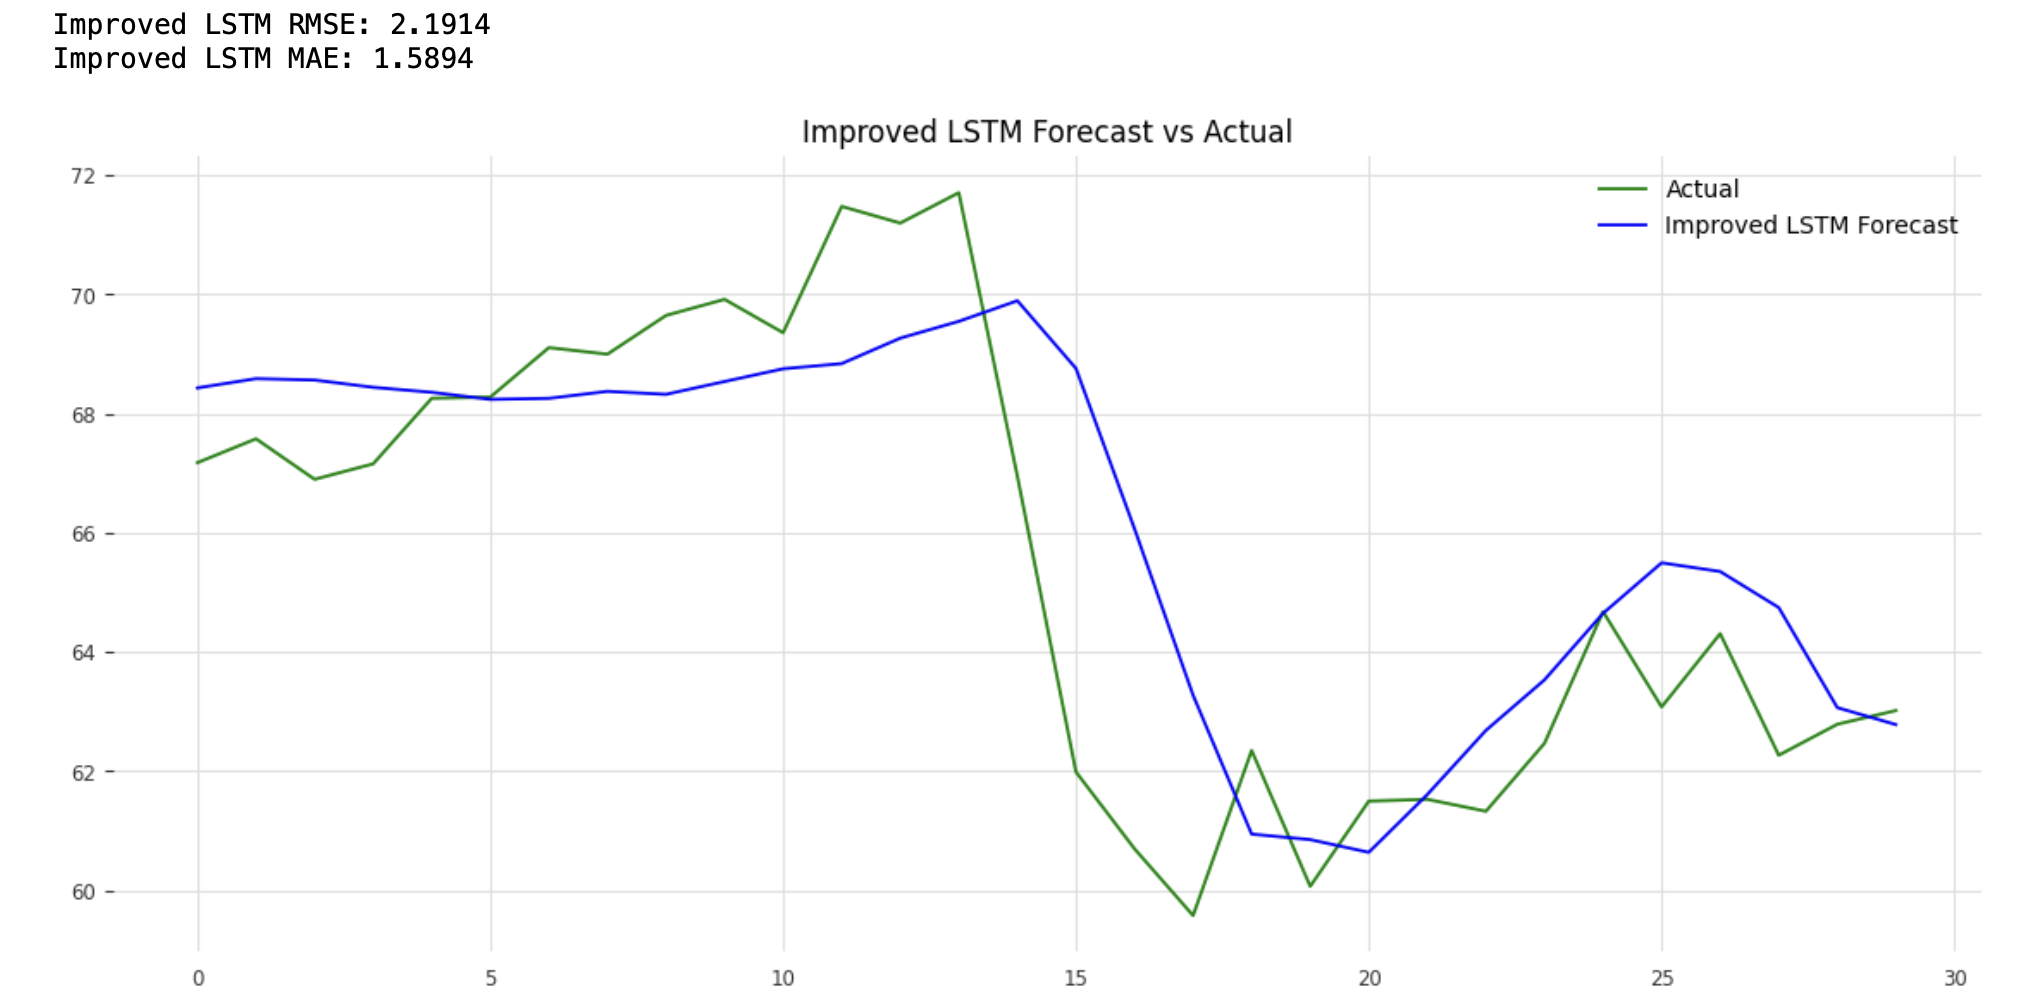 Improved LSTM RMSE: 2.1914
Improved LSTM MAE: 1.5894
Improved LSTM Forecast vs Actual
Actual
Improved LSTM Forecast
72
70
68
66
64
62
60
0 5 10 15 20 25 30